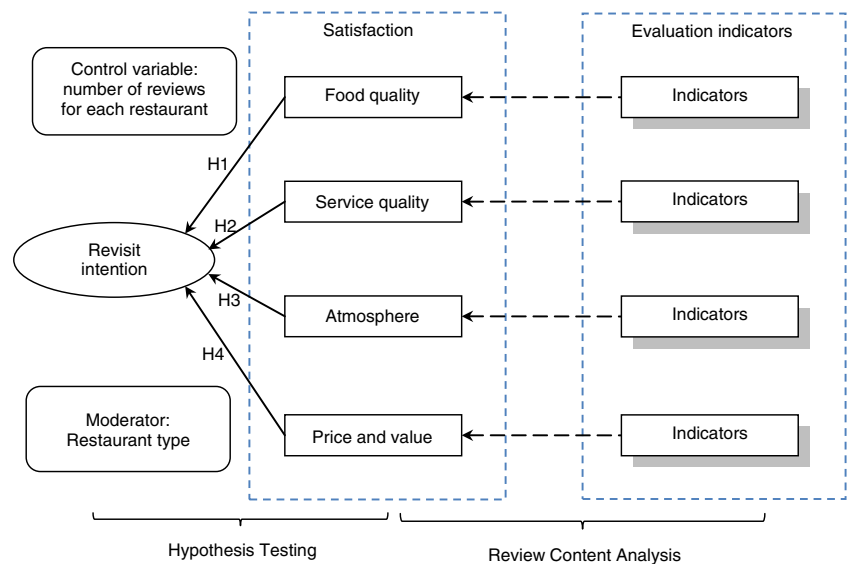 Satisfaction
Evaluation indicators
Control variable:
number of reviews
for each restaurant
Food quality
Indicators
H1
Service quality
Indicators
H2
Revisit
intention
H3
Atmosphere
Indicators
H4
Moderator:
Restaurant type
Price and value
Indicators
Hypothesis Testing
Review Content Analysis